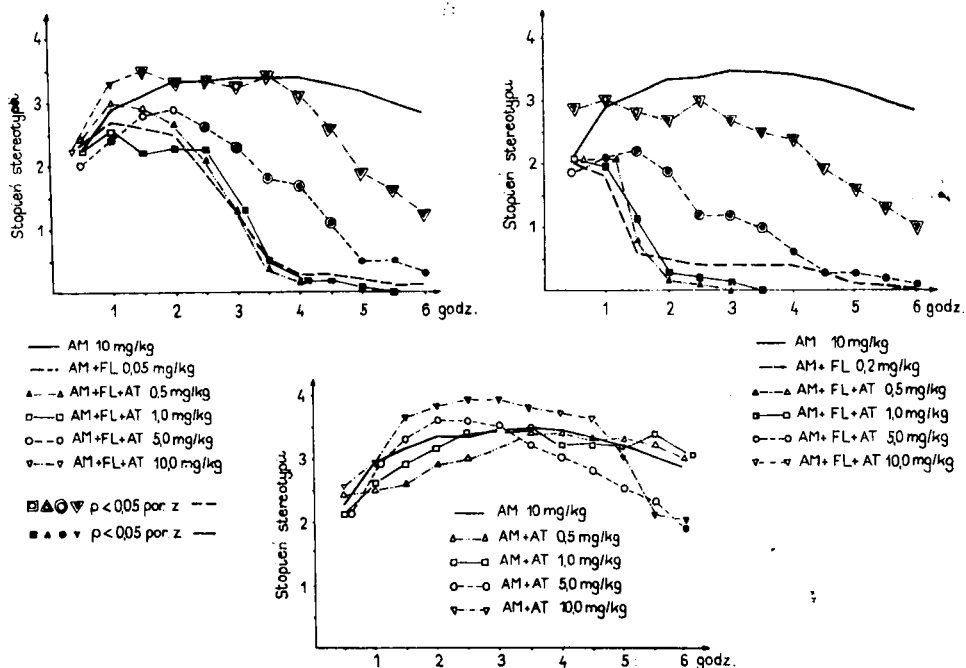 Stopień stereotypii
4
3
2
1
1 2 3 4 5 6 godz.
AM 10 mg/kg
AM+FL 0,05 mg/kg
AM+FL+AT 0,5 mg/kg
AM+FL+AT 1,0 mg/kg
AM+FL+AT 5,0 mg/kg
AM+FL+AT 10,0 mg/kg
p < 0,05 por. z
p < 0,05 por. z
Stopień stereotypu
4
3
2
1
1 2 3 4 5 6 godz.
AM 10 mg/kg
AM+ FL 0,2 mg/kg
AM+ FL+AT 0,5 mg/kg
AM+ FL+AT 1,0 mg/kg
AM+ FL+AT 5,0 mg/kg
AM+ FL+AT 10,0 mg/kg
Stopień stereotypu
4
3
2
1
1 2 3 4 5 6 godz.
AM 10 mg/kg
AM+AT 0,5 mg/kg
AM+AT 1,0 mg/kg
AM+AT 5,0 mg/kg
AM+AT 10,0 mg/kg